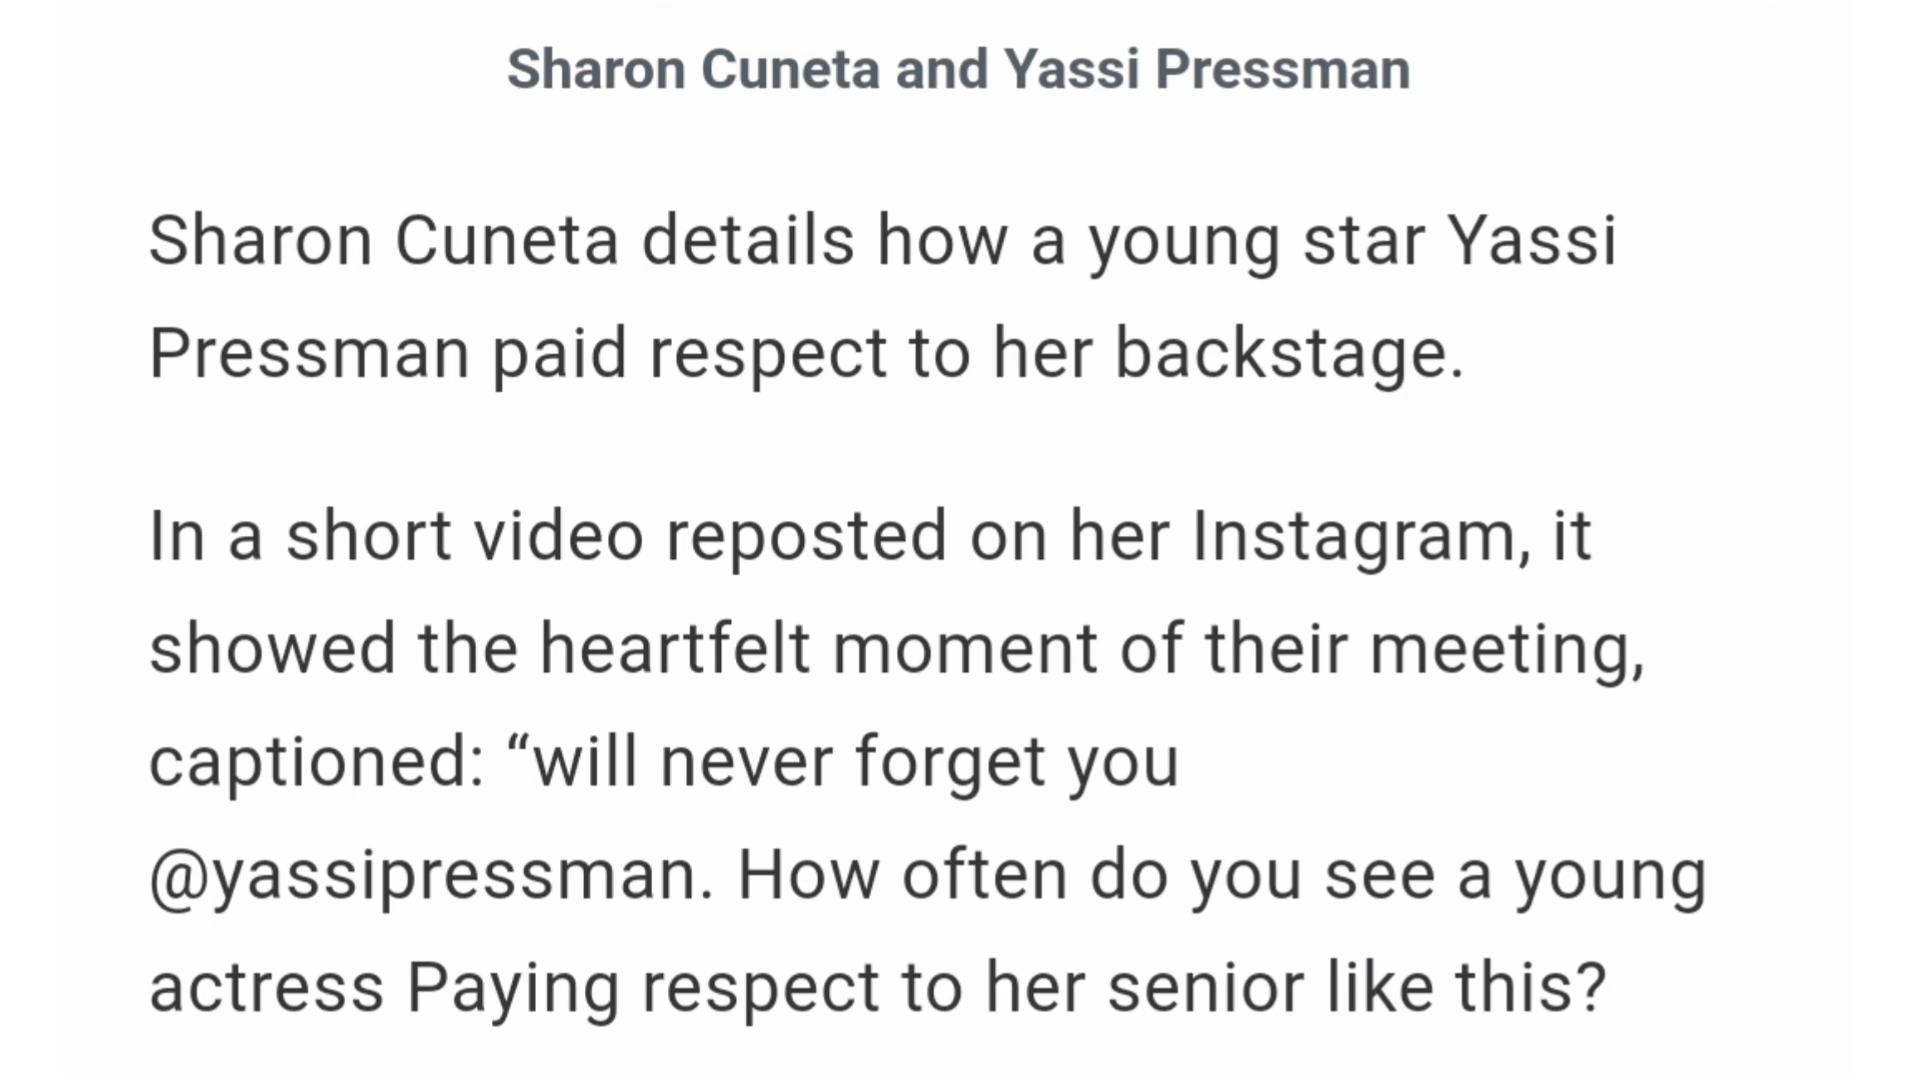 Sharon Cuneta and Yassi Pressman
Sharon Cuneta details how a young star Yassi
Pressman paid respect to her backstage.
In a short video reposted on her Instagram, it
showed the heartfelt moment of their meeting,
captioned: “will never forget you
@yassipressman. How often do you see a young
actress Paying respect to her senior like this?